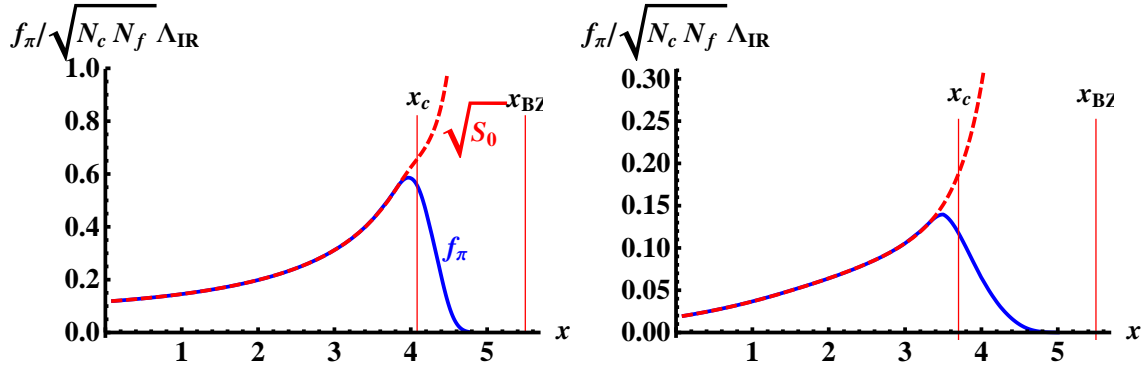 f_π/√N_c N_f Λ_IR
1.0
0.8
0.6
0.4
0.2
0.0
x_c
x_BZ
√S_0
f_π
1 2 3 4 5 x
f_π/√N_c N_f Λ_IR
0.30
0.25
0.20
0.15
0.10
0.05
0.00
x_c
x_BZ
1 2 3 4 5 x